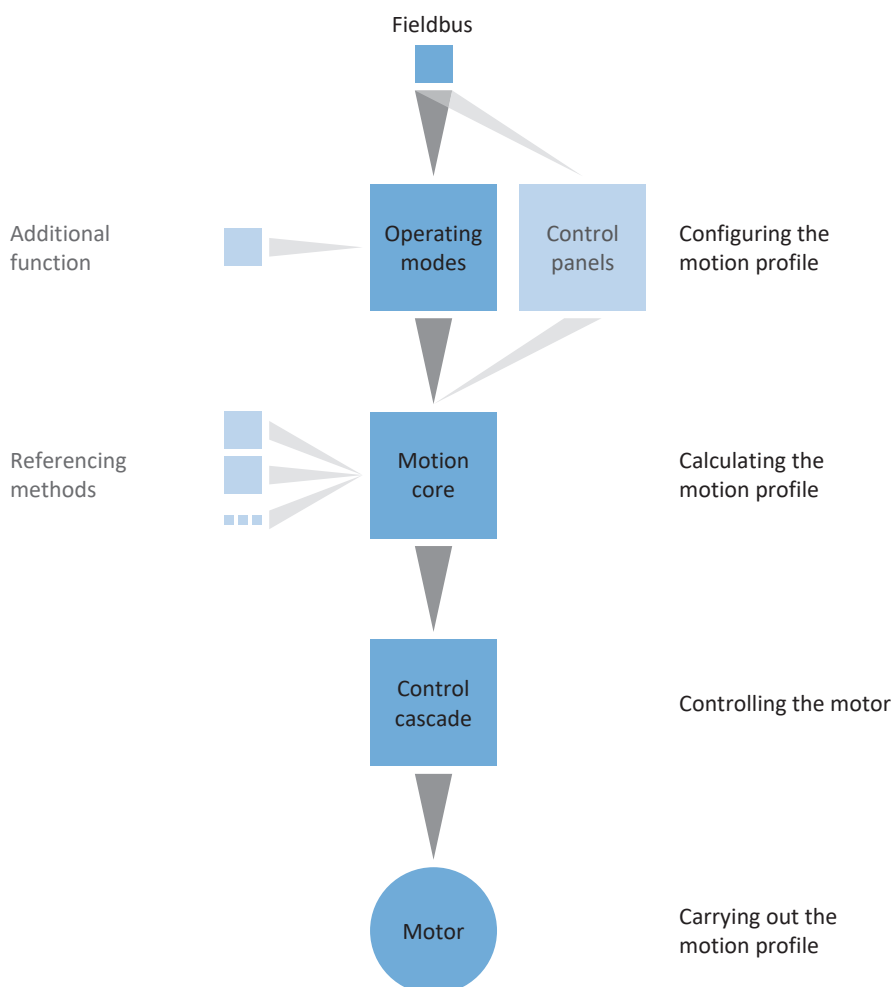 Fieldbus
Additional
function
Operating
modes
Control
panels
Configuring the
motion profile
Referencing
methods
Motion
core
Calculating the
motion profile
Control
cascade
Controlling the motor
Motor
Carrying out the
motion profile